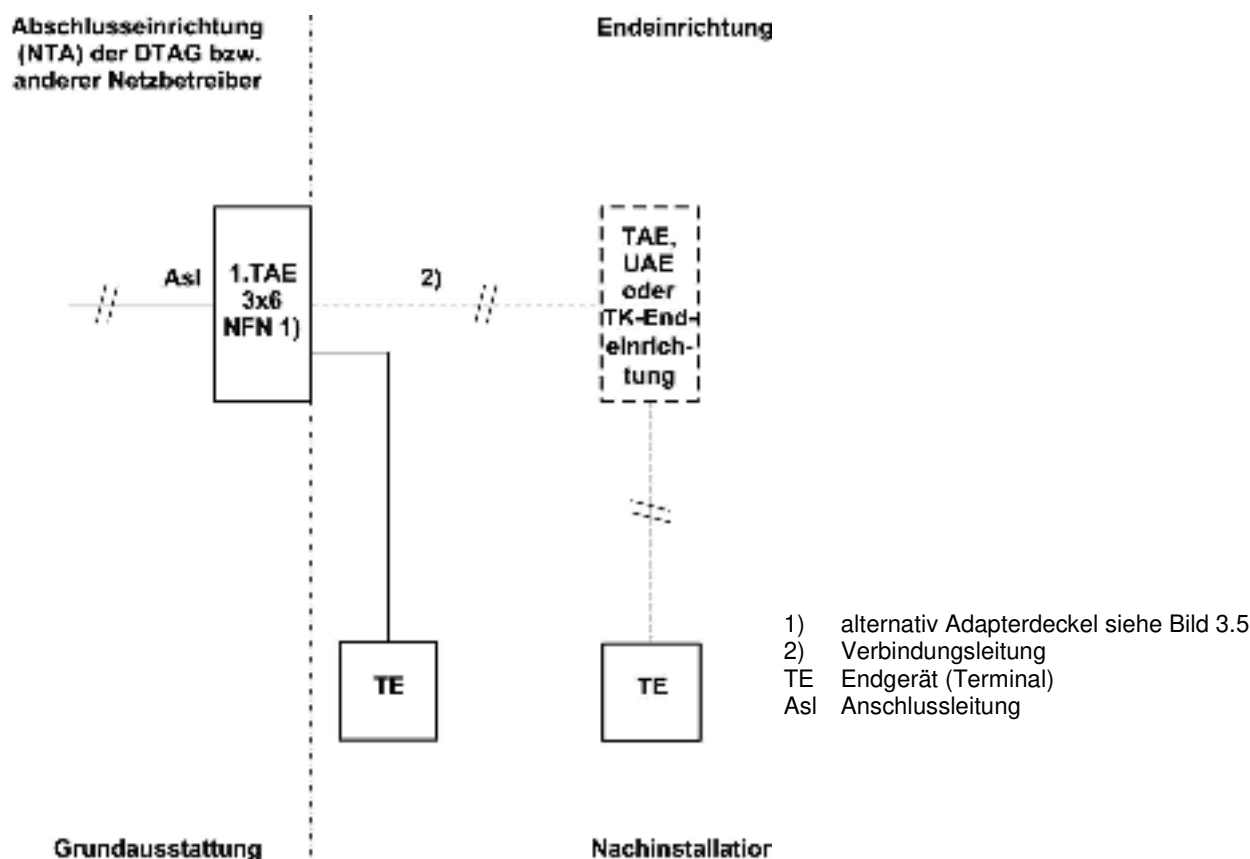 Abschlusseinrichtung
(NTA) der DTAG bzw.
anderer Netzbetreiber
Endeinrichtung
Asl
1.TAE
3x6
NFN 1)
2)
TAE,
UAE
oder
TK-End-
einrich-
tung
TE
TE
1) alternativ Adapterdeckel siehe Bild 3.5
2) Verbindungsleitung
TE Endgerät (Terminal)
Asl Anschlussleitung
Grundausstattung
Nachinstallation